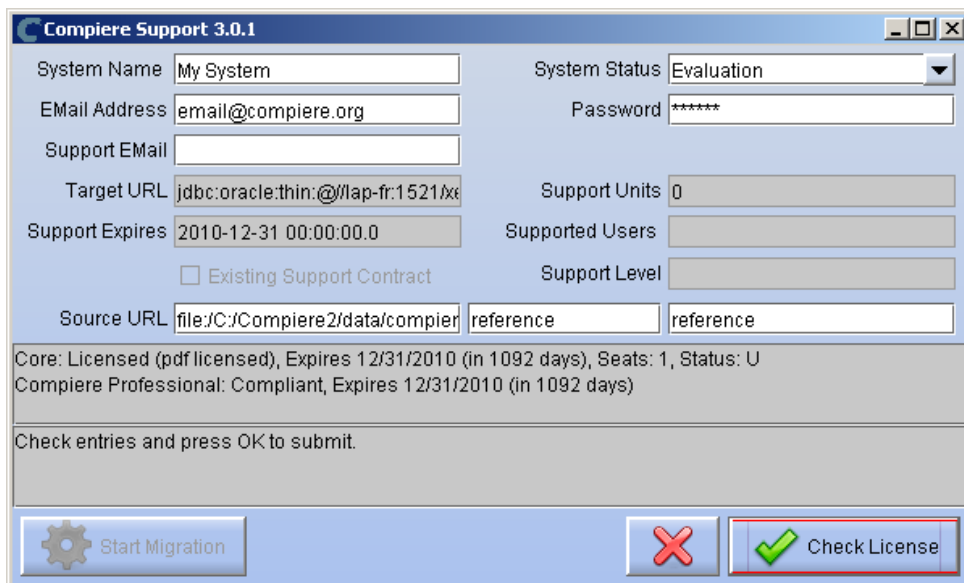 Compiere Support 3.0.1
System Name My System System Status Evaluation
EMail Address email@compiere.org Password ******
Support EMail
Target URL jdbc:oracle:thin:@//lap-fr:1521/xe Support Units 0
Support Expires 2010-12-31 00:00:00.0 Supported Users
Existing Support Contract Support Level
Source URL file:/C:/Compiere2/data/compier reference reference
Core: Licensed (pdf licensed), Expires 12/31/2010 (in 1092 days), Seats: 1, Status: U
Compiere Professional: Compliant, Expires 12/31/2010 (in 1092 days)
Check entries and press OK to submit.
Start Migration Check License